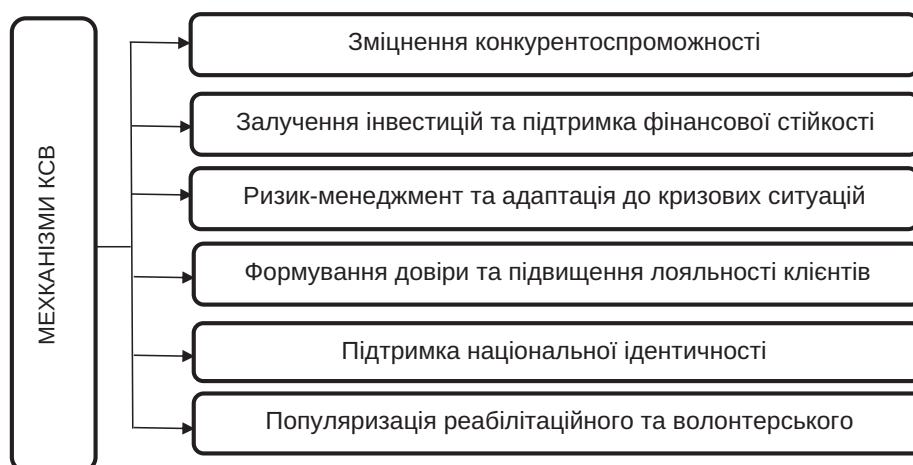 МЕХКАНІЗМИ КСВ
Зміцнення конкурентоспроможності
Залучення інвестицій та підтримка фінансової стійкості
Ризик-менеджмент та адаптація до кризових ситуацій
Формування довіри та підвищення лояльності клієнтів
Підтримка національної ідентичності
Популяризація реабілітаційного та волонтерського